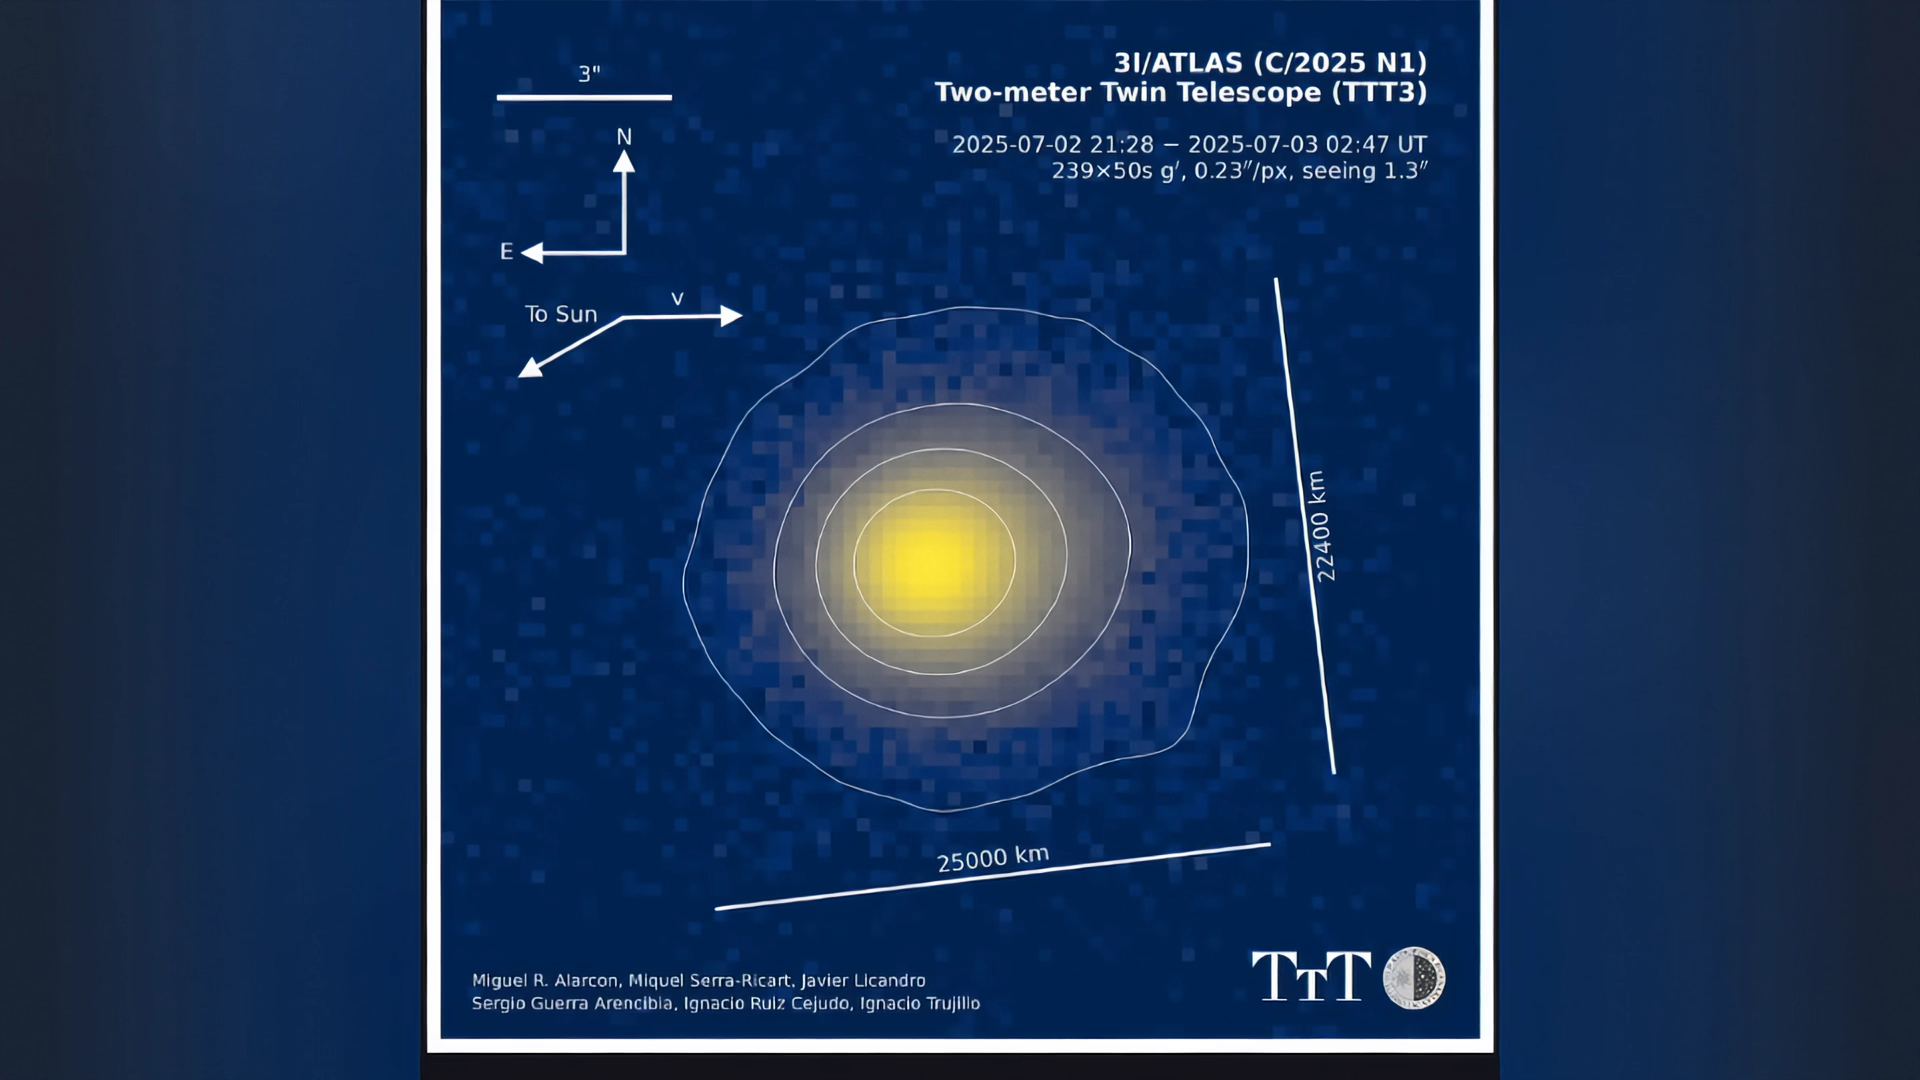 3"
3I/ATLAS (C/2025 N1)
Two-meter Twin Telescope (TTT3)
2025-07-02 21:28 − 2025-07-03 02:47 UT
239×50s g′, 0.23″/px, seeing 1.3″
N
E
v
To Sun
22400 km
25000 km
Miguel R. Alarcon, Miquel Serra-Ricart, Javier Licandro
Sergio Guerra Arencibia, Ignacio Ruiz Cejudo, Ignacio Trujillo
TTT